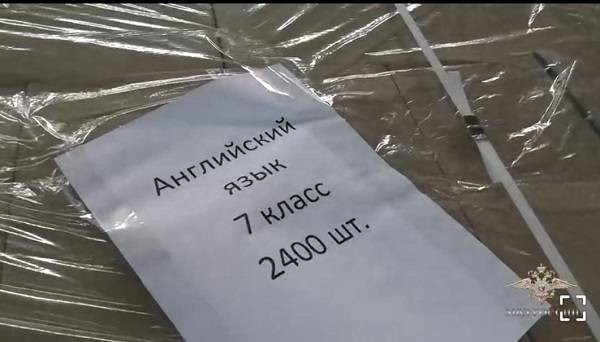 Английский
язык
7 класс
2400 шт.